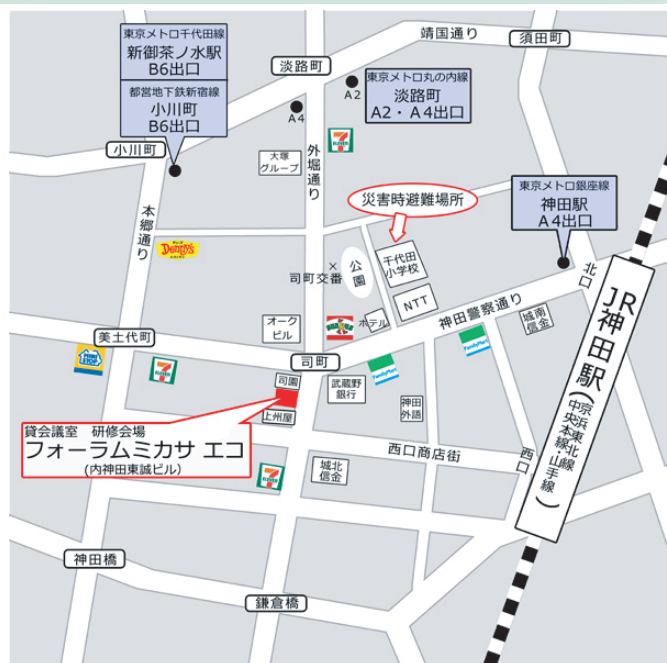 靖国通り
東京メトロ千代田線
新御茶ノ水駅
B6出口
都営地下鉄新宿線
小川町
B6出口
須田町
淡路町
A2
A4
東京メトロ丸の内線
淡路町
A2・A4出口
小川町
外堀通り
7
ELEVEn
大塚
グループ
災害時避難場所
東京メトロ銀座線
神田駅
A4出口
本郷通り
Denny's
×
司町交番
公園
千代田
小学校
NTT
北口
神田警察通り
城南
信金
JR神田駅(京浜東北線
中央本線・山手線)
オーク
ビル
ホテル
美土代町
司町
FamilyMart
FamilyMart
MINI
STOP
7
ELEVEn
司園
武蔵野
銀行
神田
外語
上州屋
貸会議室 研修会場
フォーラムミカサ エコ
(内神田東誠ビル)
西口商店街
西口
7
ELEVEn
城北
信金
神田橋
鎌倉橋